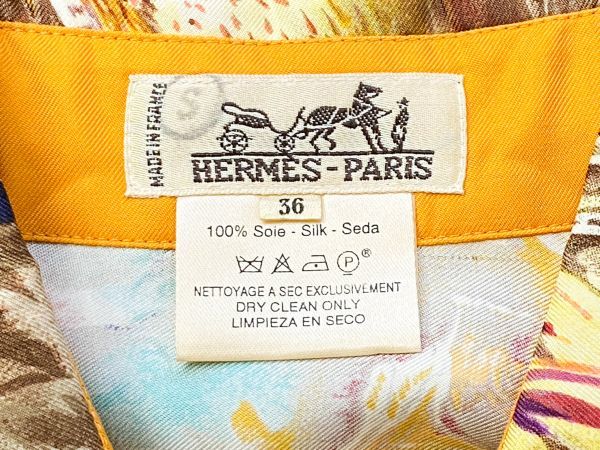 MADE IN FRANCE
S
HERMES-PARIS
36
100% Soie - Silk - Seda
P ®
NETTOYAGE A SEC EXCLUSIVEMENT
DRY CLEAN ONLY
LIMPIEZA EN SECO